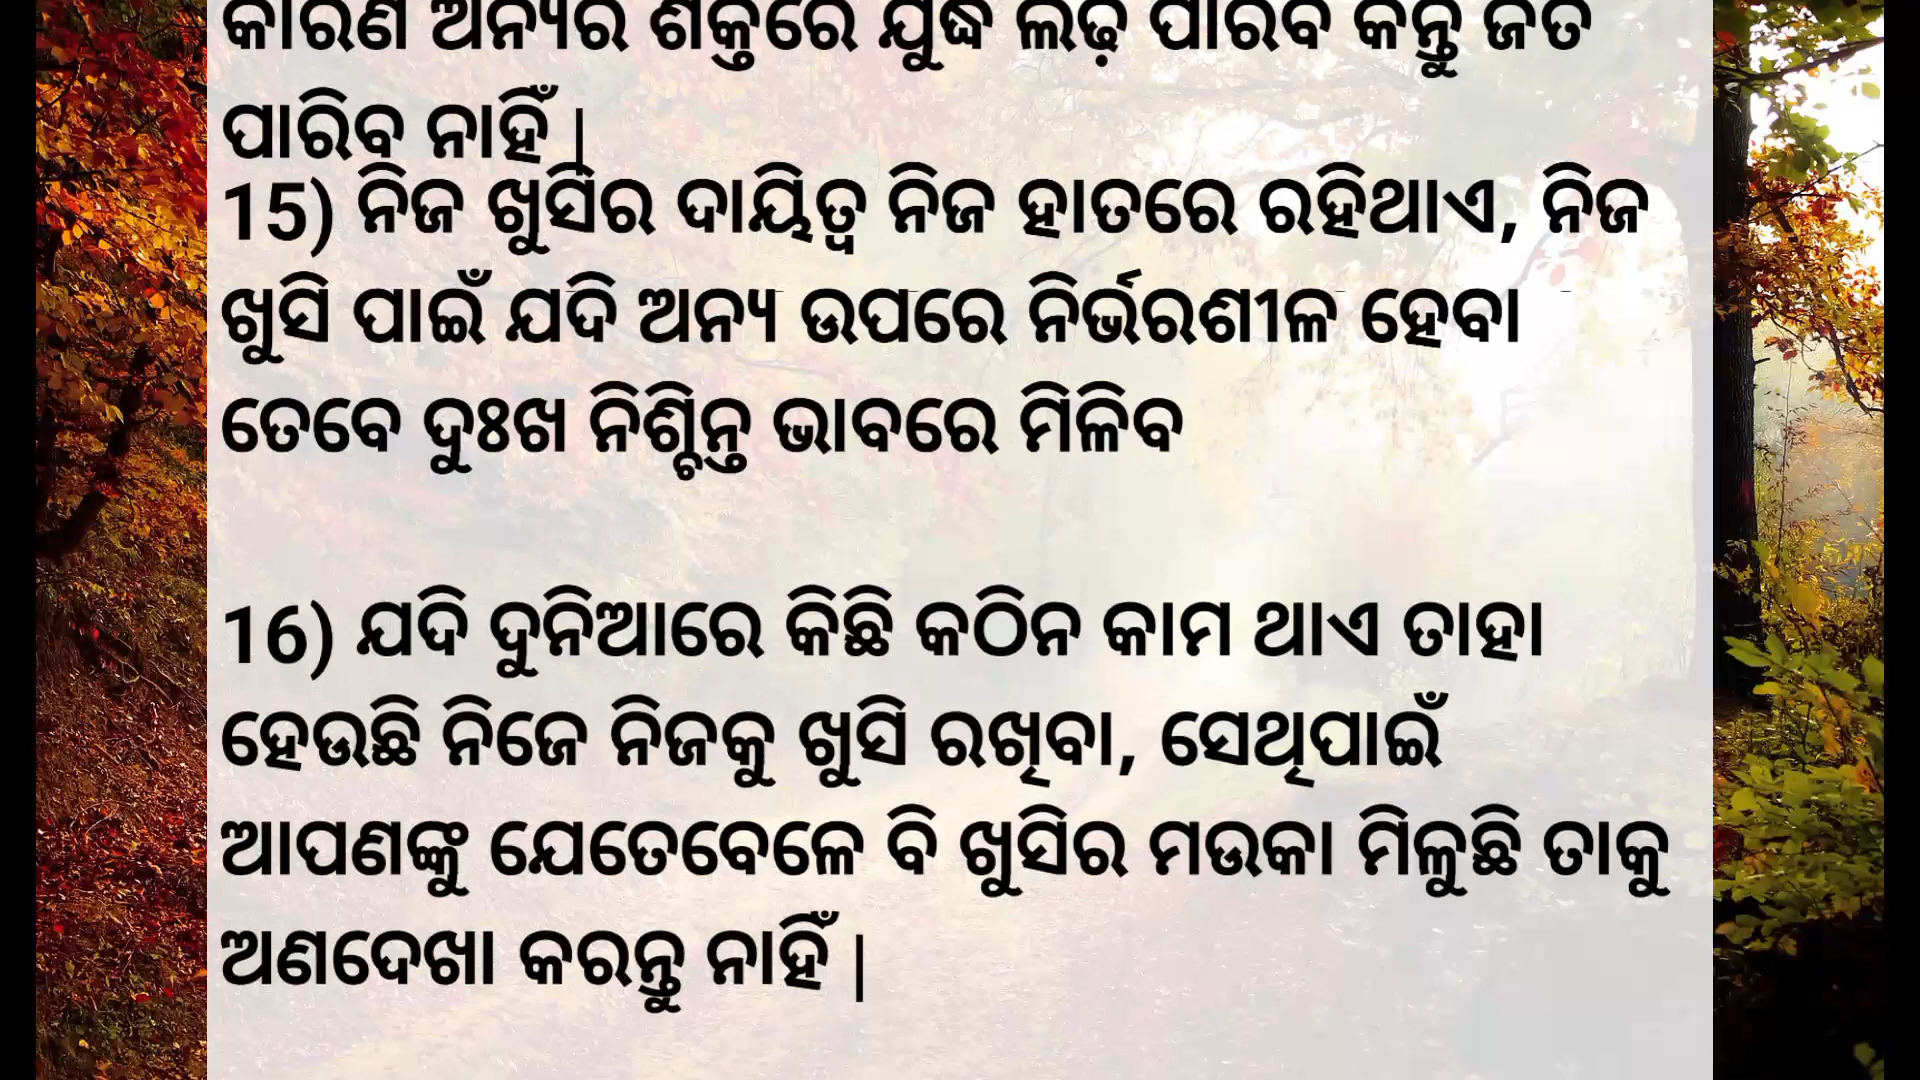 କାରଣ ଅନ୍ୟର ଶକ୍ତିରେ ଯୁଦ୍ଧ ଲଢ଼ି ପାରିବ କିନ୍ତୁ ଜିତି
ପାରିବ ନାହିଁ |
15) ନିଜ ଖୁସିର ଦାୟିତ୍ୱ ନିଜ ହାତରେ ରହିଥାଏ, ନିଜ
ଖୁସି ପାଇଁ ଯଦି ଅନ୍ୟ ଉପରେ ନିର୍ଭରଶୀଳ ହେବା
ତେବେ ଦୁଃଖ ନିଶ୍ଚିନ୍ତ ଭାବରେ ମିଳିବ
16) ଯଦି ଦୁନିଆରେ କିଛି କଠିନ କାମ ଥାଏ ତାହା
ହେଉଛି ନିଜେ ନିଜକୁ ଖୁସି ରଖିବା, ସେଥିପାଇଁ
ଆପଣଙ୍କୁ ଯେତେବେଳେ ବି ଖୁସିର ମଉକା ମିଳୁଛି ତାକୁ
ଅଣଦେଖା କରନ୍ତୁ ନାହିଁ |